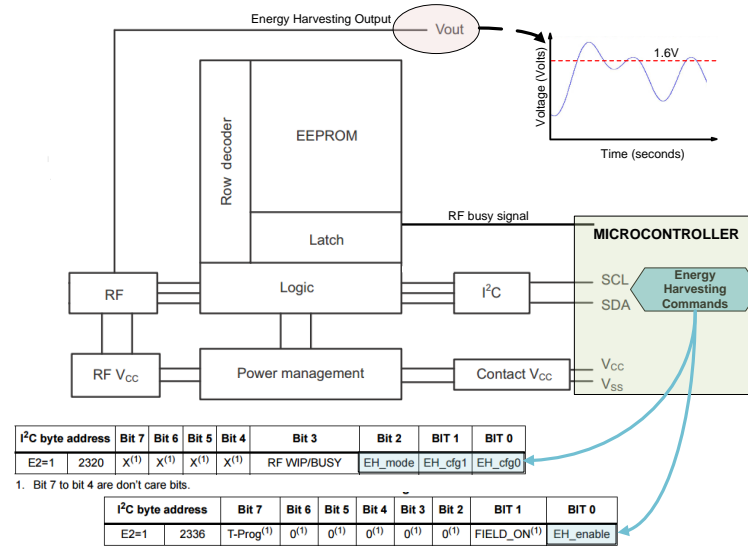 Energy Harvesting Output
Vout
Voltage (Volts)
1.6V
Time (seconds)
Row decoder
EEPROM
Latch
RF busy signal
MICROCONTROLLER
RF
Logic
I²C
SCL
SDA
Energy
Harvesting
Commands
RF VCC
Power management
Contact VCC
VCC
VSS
I²C byte address Bit 7 Bit 6 Bit 5 Bit 4 Bit 3 Bit 2 BIT 1 BIT 0
E2=1 2320 X(1) X(1) X(1) X(1) RF WIP/BUSY EH_mode EH_cfg1 EH_cfg0
1. Bit 7 to bit 4 are don't care bits.
I²C byte address Bit 7 Bit 6 Bit 5 Bit 4 Bit 3 Bit 2 BIT 1 BIT 0
E2=1 2336 T-Prog(1) 0(1) 0(1) 0(1) 0(1) 0(1) FIELD_ON(1) EH_enable